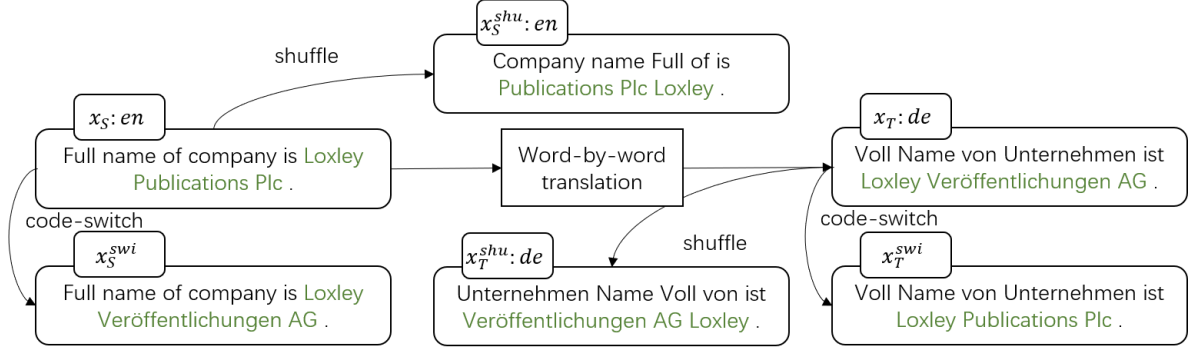 x_S^{shu}: en
shuffle
Company name Full of is
Publications Plc Loxley .
x_S: en
Full name of company is Loxley
Publications Plc .
Word-by-word
translation
x_T: de
Voll Name von Unternehmen ist
Loxley Veröffentlichungen AG .
code-switch
x_S^{swi}
Full name of company is Loxley
Veröffentlichungen AG .
shuffle
x_T^{shu}: de
Unternehmen Name Voll von ist
Veröffentlichungen AG Loxley .
code-switch
x_T^{swi}
Voll Name von Unternehmen ist
Loxley Publications Plc .